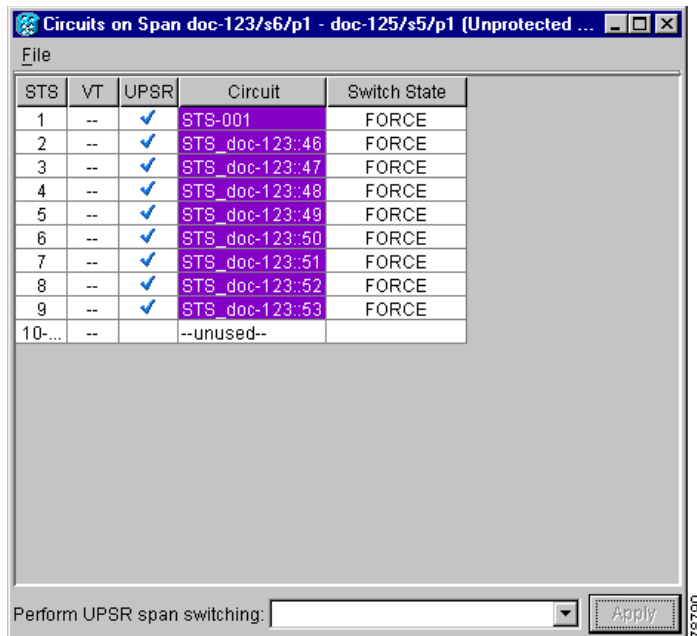 Circuits on Span doc-123/s6/p1 - doc-125/s5/p1 (Unprotected ...
File
STS VT UPSR Circuit Switch State
1 -- ✓ STS-001 FORCE
2 -- ✓ STS_doc-123::46 FORCE
3 -- ✓ STS_doc-123::47 FORCE
4 -- ✓ STS_doc-123::48 FORCE
5 -- ✓ STS_doc-123::49 FORCE
6 -- ✓ STS_doc-123::50 FORCE
7 -- ✓ STS_doc-123::51 FORCE
8 -- ✓ STS_doc-123::52 FORCE
9 -- ✓ STS_doc-123::53 FORCE
10-... -- --unused--
Perform UPSR span switching: Apply